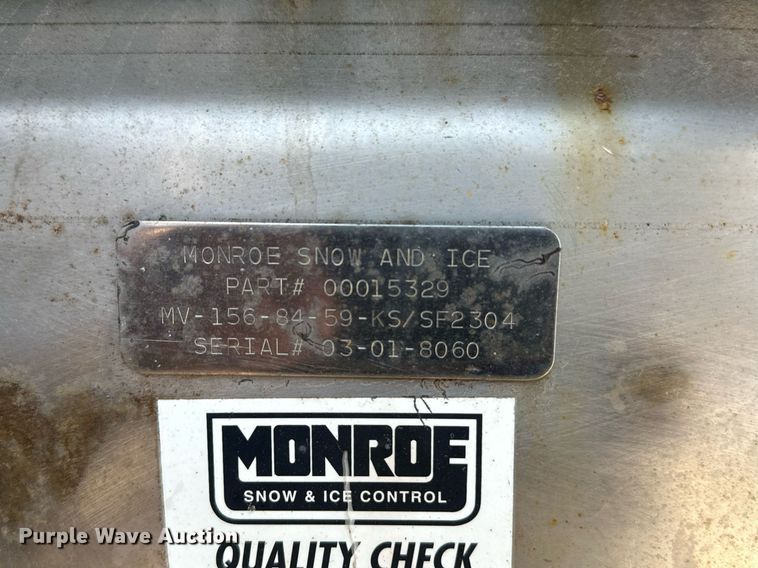 MONROE SNOW AND ICE
PART# 00015329
MV-156-84-59-KS/SF2304
SERIAL# 03-01-8060
MONROE
SNOW & ICE CONTROL
QUALITY CHECK
Purple Wave Auction